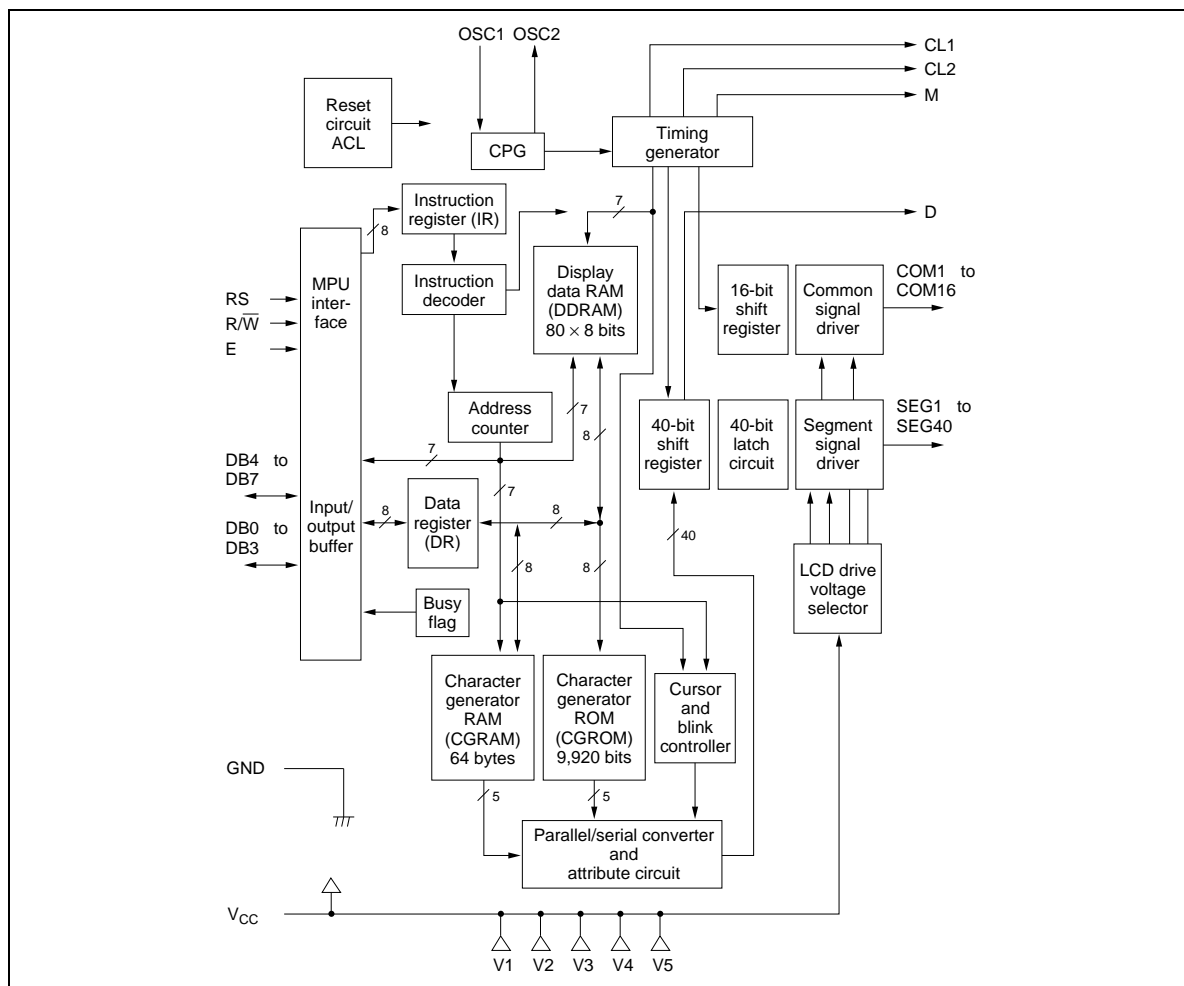 OSC1 OSC2
CL1
CL2
M
Reset
circuit
ACL
CPG
Timing
generator
Instruction
register (IR)
8
7
D
MPU
inter-
face
Instruction
decoder
Display
data RAM
(DDRAM)
80 × 8 bits
16-bit
shift
register
Common
signal
driver
COM1 to
COM16
RS
R/W̅
E
Address
counter
7
8
40-bit
shift
register
40-bit
latch
circuit
Segment
signal
driver
SEG1 to
SEG40
7
7
DB4 to
DB7
DB0 to
DB3
Input/
output
buffer
8
Data
register
(DR)
8
8
8
40
LCD drive
voltage
selector
Busy
flag
Character
generator
RAM
(CGRAM)
64 bytes
Character
generator
ROM
(CGROM)
9,920 bits
Cursor
and
blink
controller
GND
5
5
Parallel/serial converter
and
attribute circuit
VCC
V1 V2 V3 V4 V5